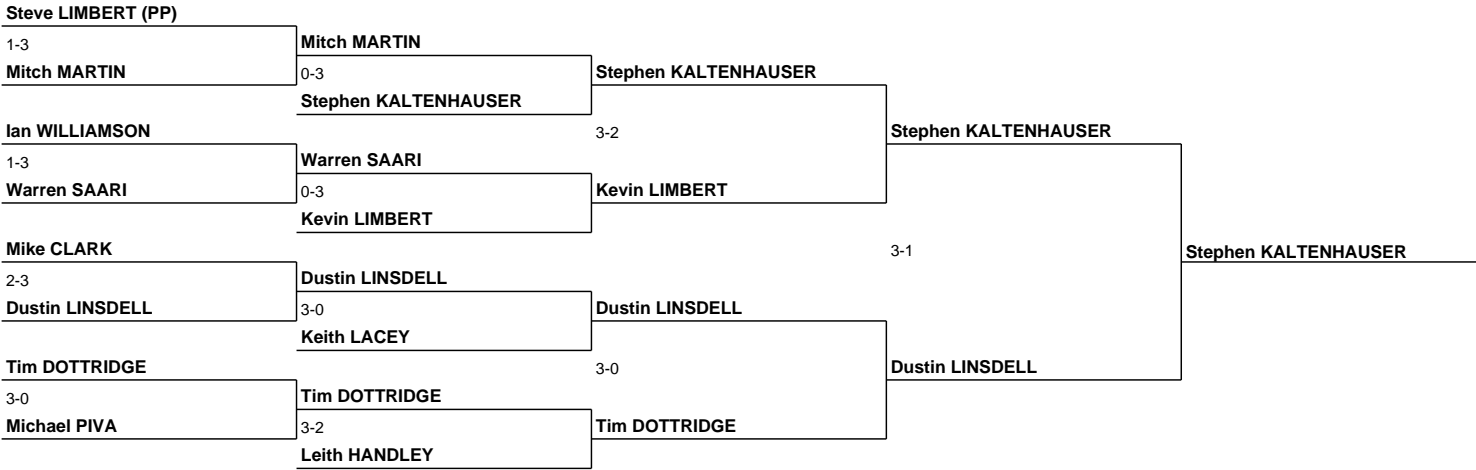 Steve LIMBERT (PP)
1-3
Mitch MARTIN
Mitch MARTIN
0-3
Stephen KALTENHAUSER
Stephen KALTENHAUSER
Ian WILLIAMSON
3-2
Stephen KALTENHAUSER
1-3
Warren SAARI
Warren SAARI
0-3
Kevin LIMBERT
Kevin LIMBERT
Mike CLARK
3-1
Stephen KALTENHAUSER
2-3
Dustin LINSDELL
Dustin LINSDELL
3-0
Dustin LINSDELL
Keith LACEY
Tim DOTTRIDGE
3-0
Dustin LINSDELL
3-0
Tim DOTTRIDGE
Michael PIVA
3-2
Tim DOTTRIDGE
Leith HANDLEY